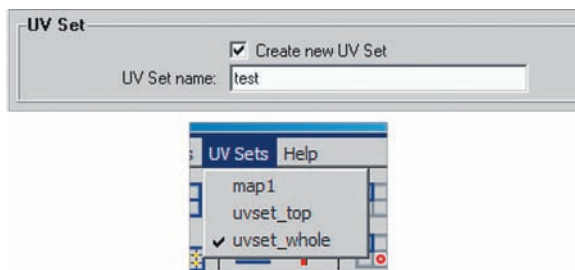 UV Set
Create new UV Set
UV Set name: test
UV Sets Help
map1
uvset_top
uvset_whole